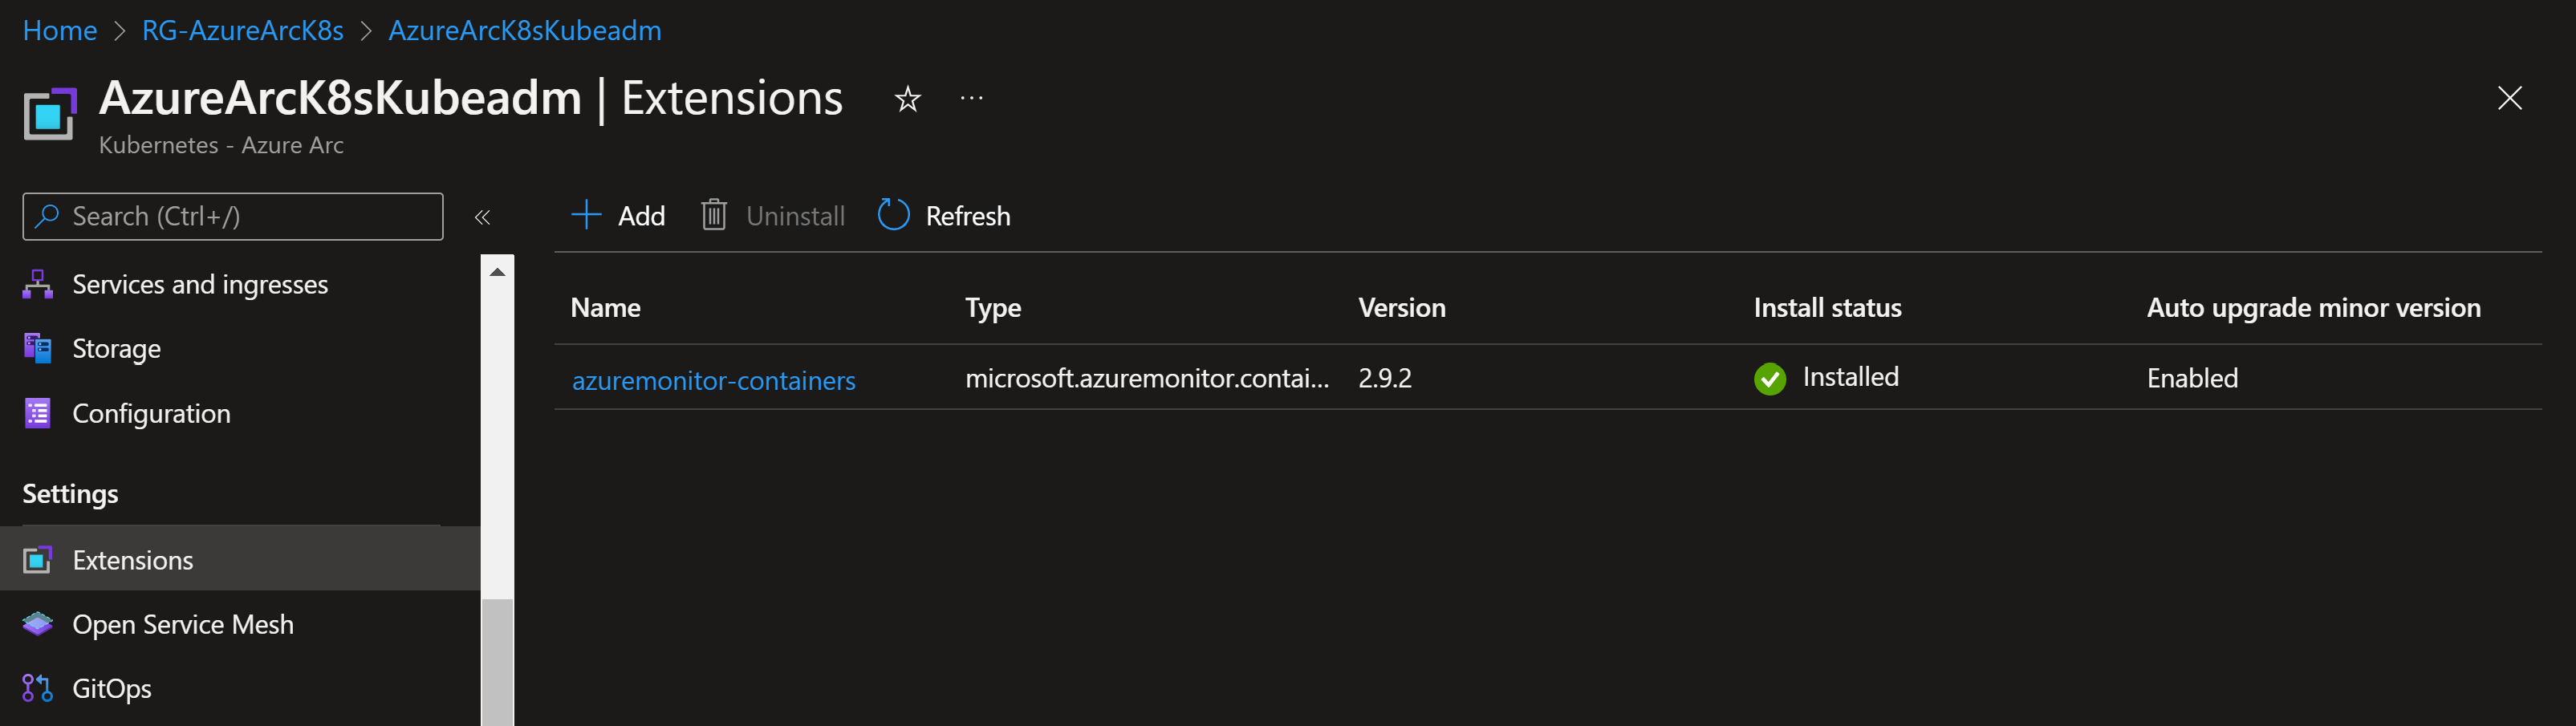 Home > RG-AzureArcK8s > AzureArcK8sKubeadm
AzureArcK8sKubeadm | Extensions
Kubernetes - Azure Arc
Search (Ctrl+/)
Services and ingresses
Storage
Configuration
Settings
Extensions
Open Service Mesh
GitOps
Add Uninstall Refresh
Name Type Version Install status Auto upgrade minor version
azuremonitor-containers microsoft.azuremonitor.contai... 2.9.2 Installed Enabled